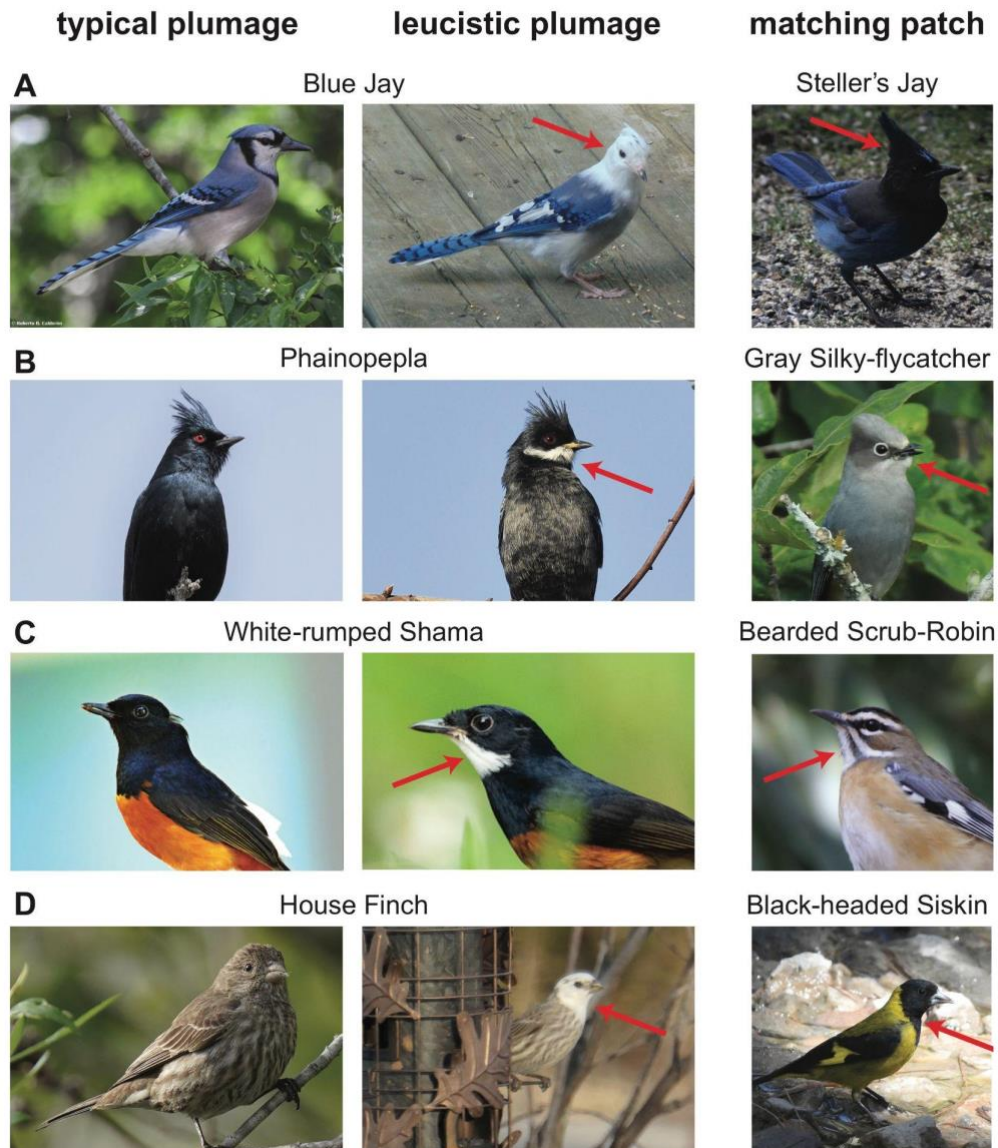 typical plumage leucistic plumage matching patch
A Blue Jay Steller's Jay
B Phainopepla Gray Silky-flycatcher
C White-rumped Shama Bearded Scrub-Robin
D House Finch Black-headed Siskin